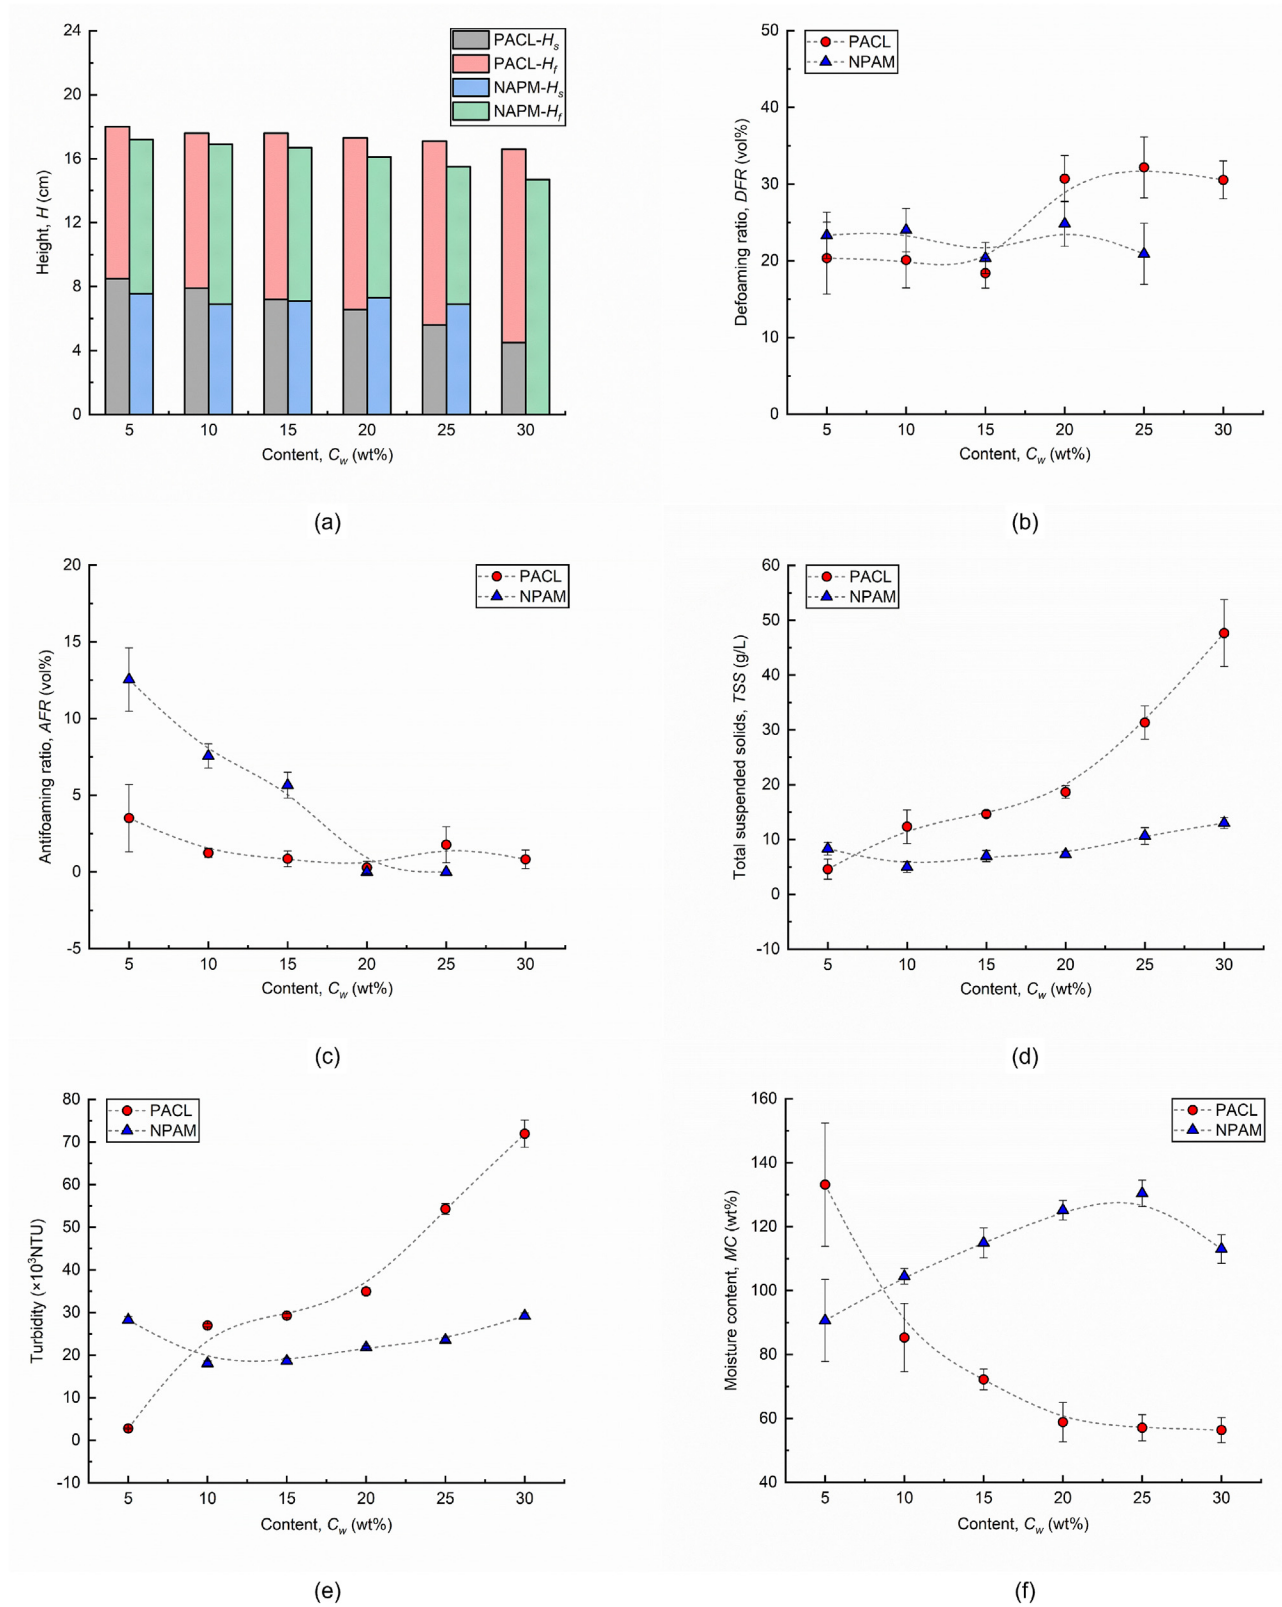 24
20
16
12
8
4
0
Height, H (cm)
PACL-Hs
PACL-Hf
NAPM-Hs
NAPM-Hf
5 10 15 20 25 30
Content, Cw (wt%)
(a)
50
40
30
20
10
0
Defoaming ratio, DFR (vol%)
PACL
NPAM
5 10 15 20 25 30
Content, Cw (wt%)
(b)
20
15
10
5
0
-5
Antifoaming ratio, AFR (vol%)
PACL
NPAM
5 10 15 20 25 30
Content, Cw (wt%)
(c)
60
50
40
30
20
10
0
-10
Total suspended solids, TSS (g/L)
PACL
NPAM
5 10 15 20 25 30
Content, Cw (wt%)
(d)
80
70
60
50
40
30
20
10
0
-10
Turbidity (×10³NTU)
PACL
NPAM
5 10 15 20 25 30
Content, Cw (wt%)
(e)
160
140
120
100
80
60
40
Moisture content, MC (wt%)
PACL
NPAM
5 10 15 20 25 30
Content, Cw (wt%)
(f)